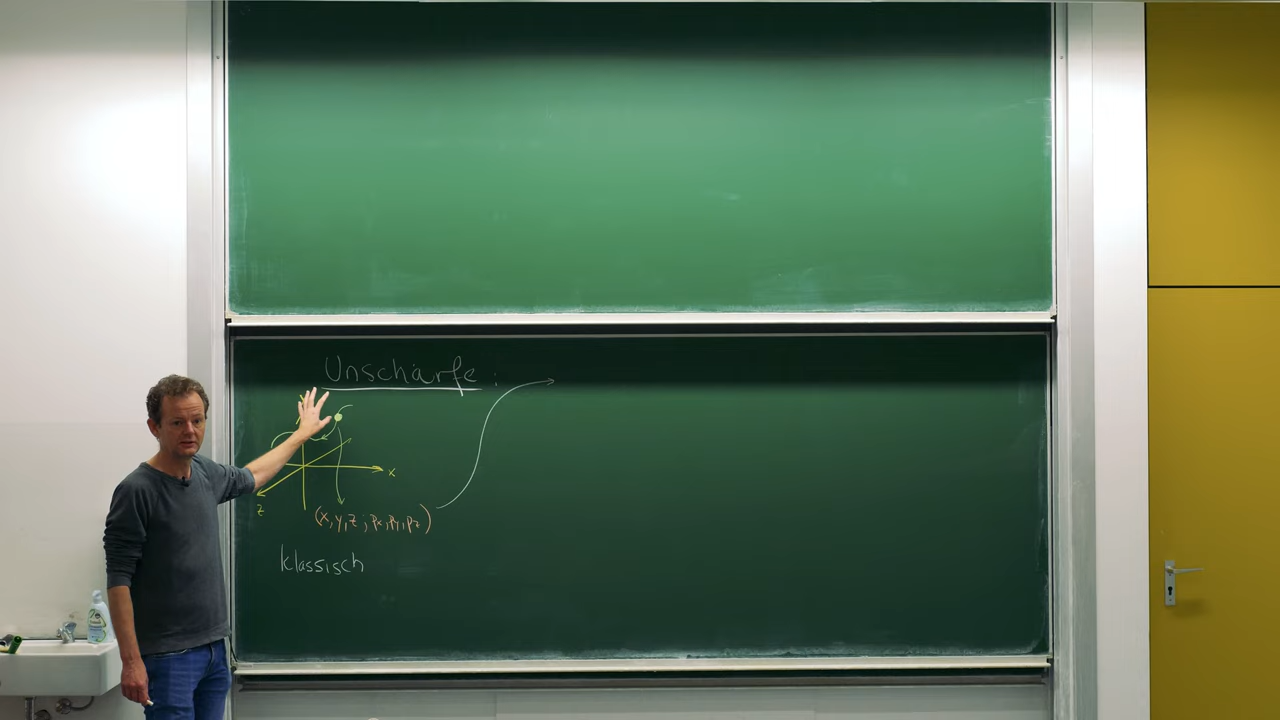 Unschärfe :
x
z
(x, y, z ; px, py, pz)
klassisch